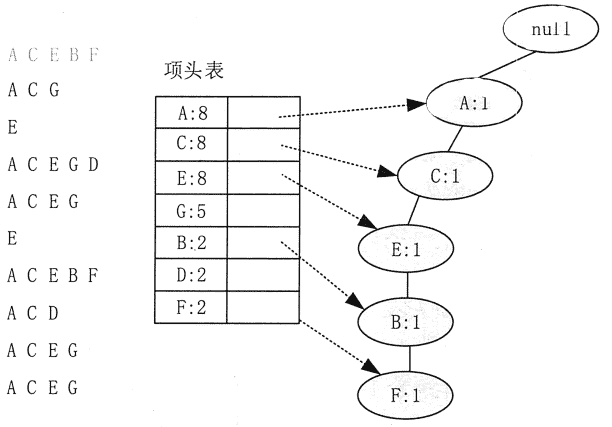 A C E B F
A C G
E
A C E G D
A C E G
E
A C E B F
A C D
A C E G
A C E G
项头表
A:8
C:8
E:8
G:5
B:2
D:2
F:2
null
A:1
C:1
E:1
B:1
F:1